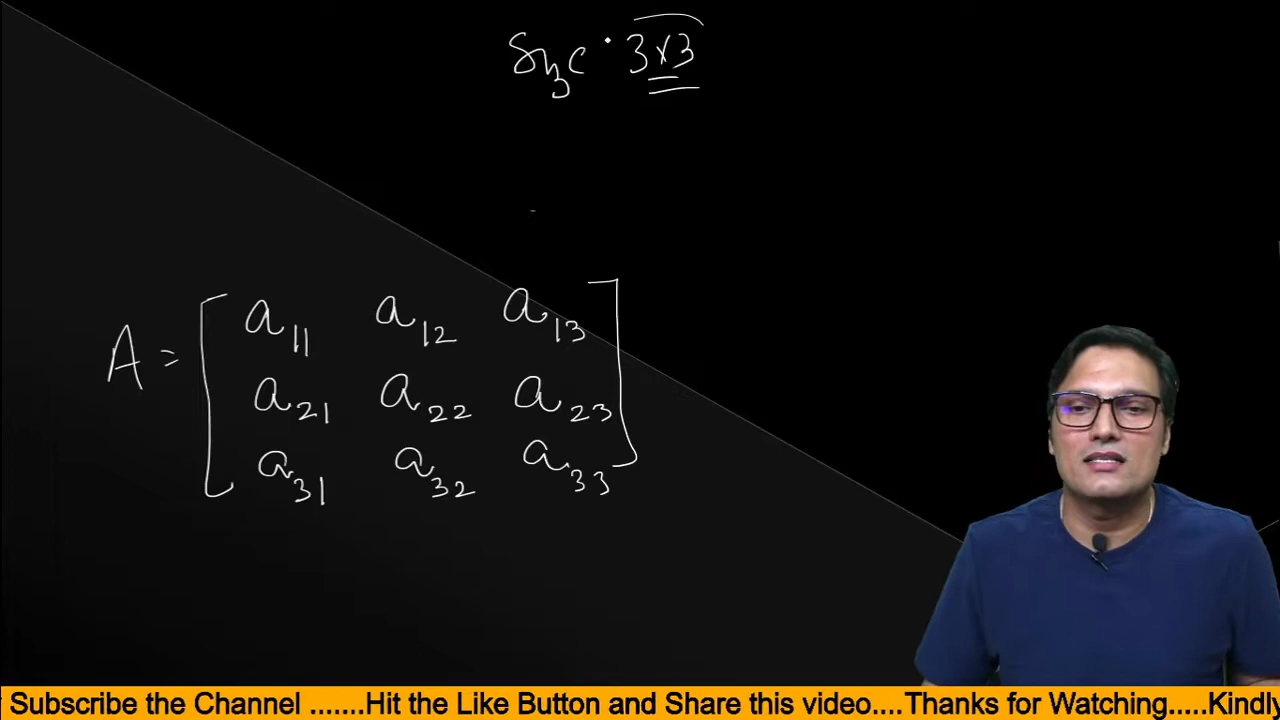 Size . 3x3
A = [ a11 a12 a13
a21 a22 a23
a31 a32 a33 ]
Subscribe the Channel .......Hit the Like Button and Share this video....Thanks for Watching.....Kindly